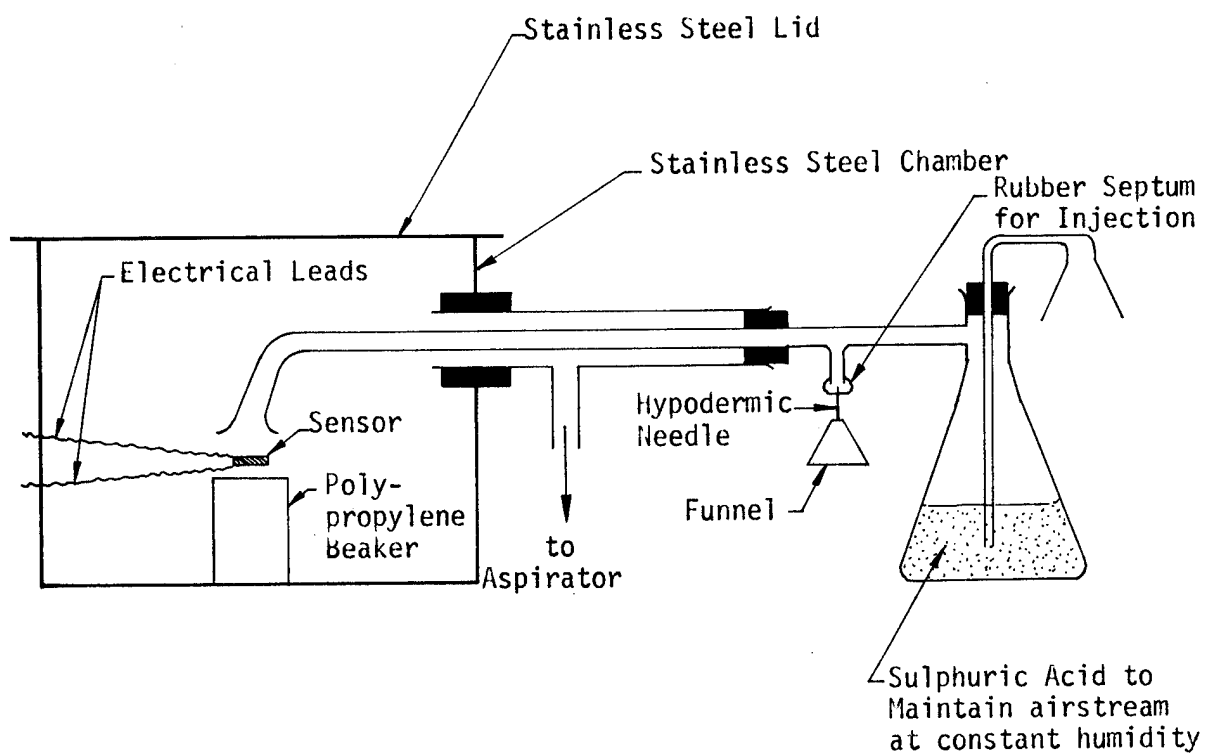 Stainless Steel Lid
Stainless Steel Chamber
Rubber Septum
for Injection
Electrical Leads
Sensor
Hypodermic
Needle
Poly-
propylene
Beaker
Funnel
to
Aspirator
Sulphuric Acid to
Maintain airstream
at constant humidity